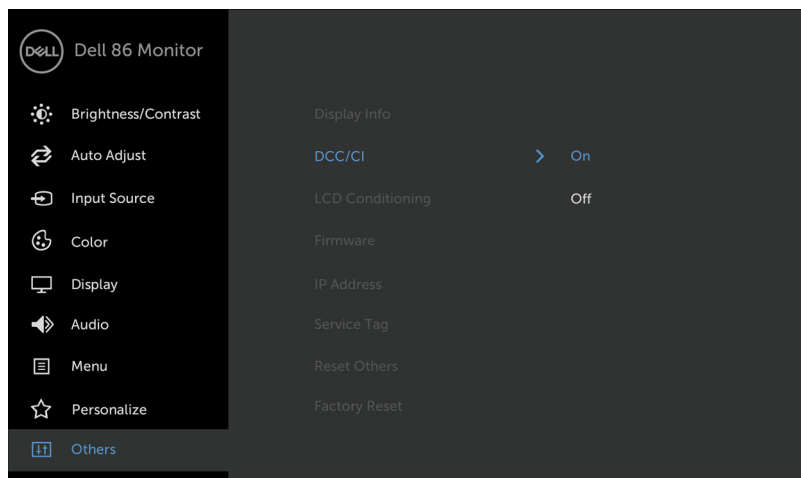 DELL Dell 86 Monitor
Brightness/Contrast
Auto Adjust
Input Source
Color
Display
Audio
Menu
Personalize
Others
Display Info
DCC/CI On
LCD Conditioning Off
Firmware
IP Address
Service Tag
Reset Others
Factory Reset